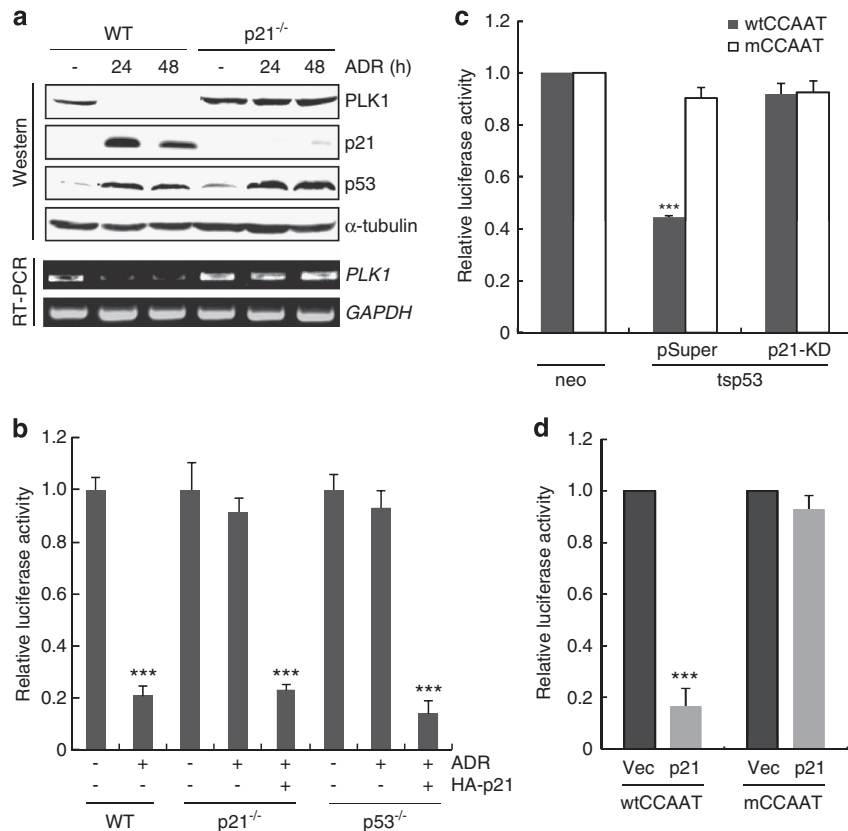 a
WT p21-/-
- 24 48 - 24 48 ADR (h)
Western
PLK1
p21
p53
α-tubulin
RT-PCR
PLK1
GAPDH
b
Relative luciferase activity
1.2
1.0
0.8
0.6
0.4
0.2
0
*** *** ***
- + - + + - + + ADR
- - - - + - - + HA-p21
WT p21-/- p53-/-
c
wtCCAAT
mCCAAT
Relative luciferase activity
1.2
1.0
0.8
0.6
0.4
0.2
0
***
pSuper p21-KD
neo tsp53
d
Relative luciferase activity
1.2
1.0
0.8
0.6
0.4
0.2
0
***
Vec p21 Vec p21
wtCCAAT mCCAAT